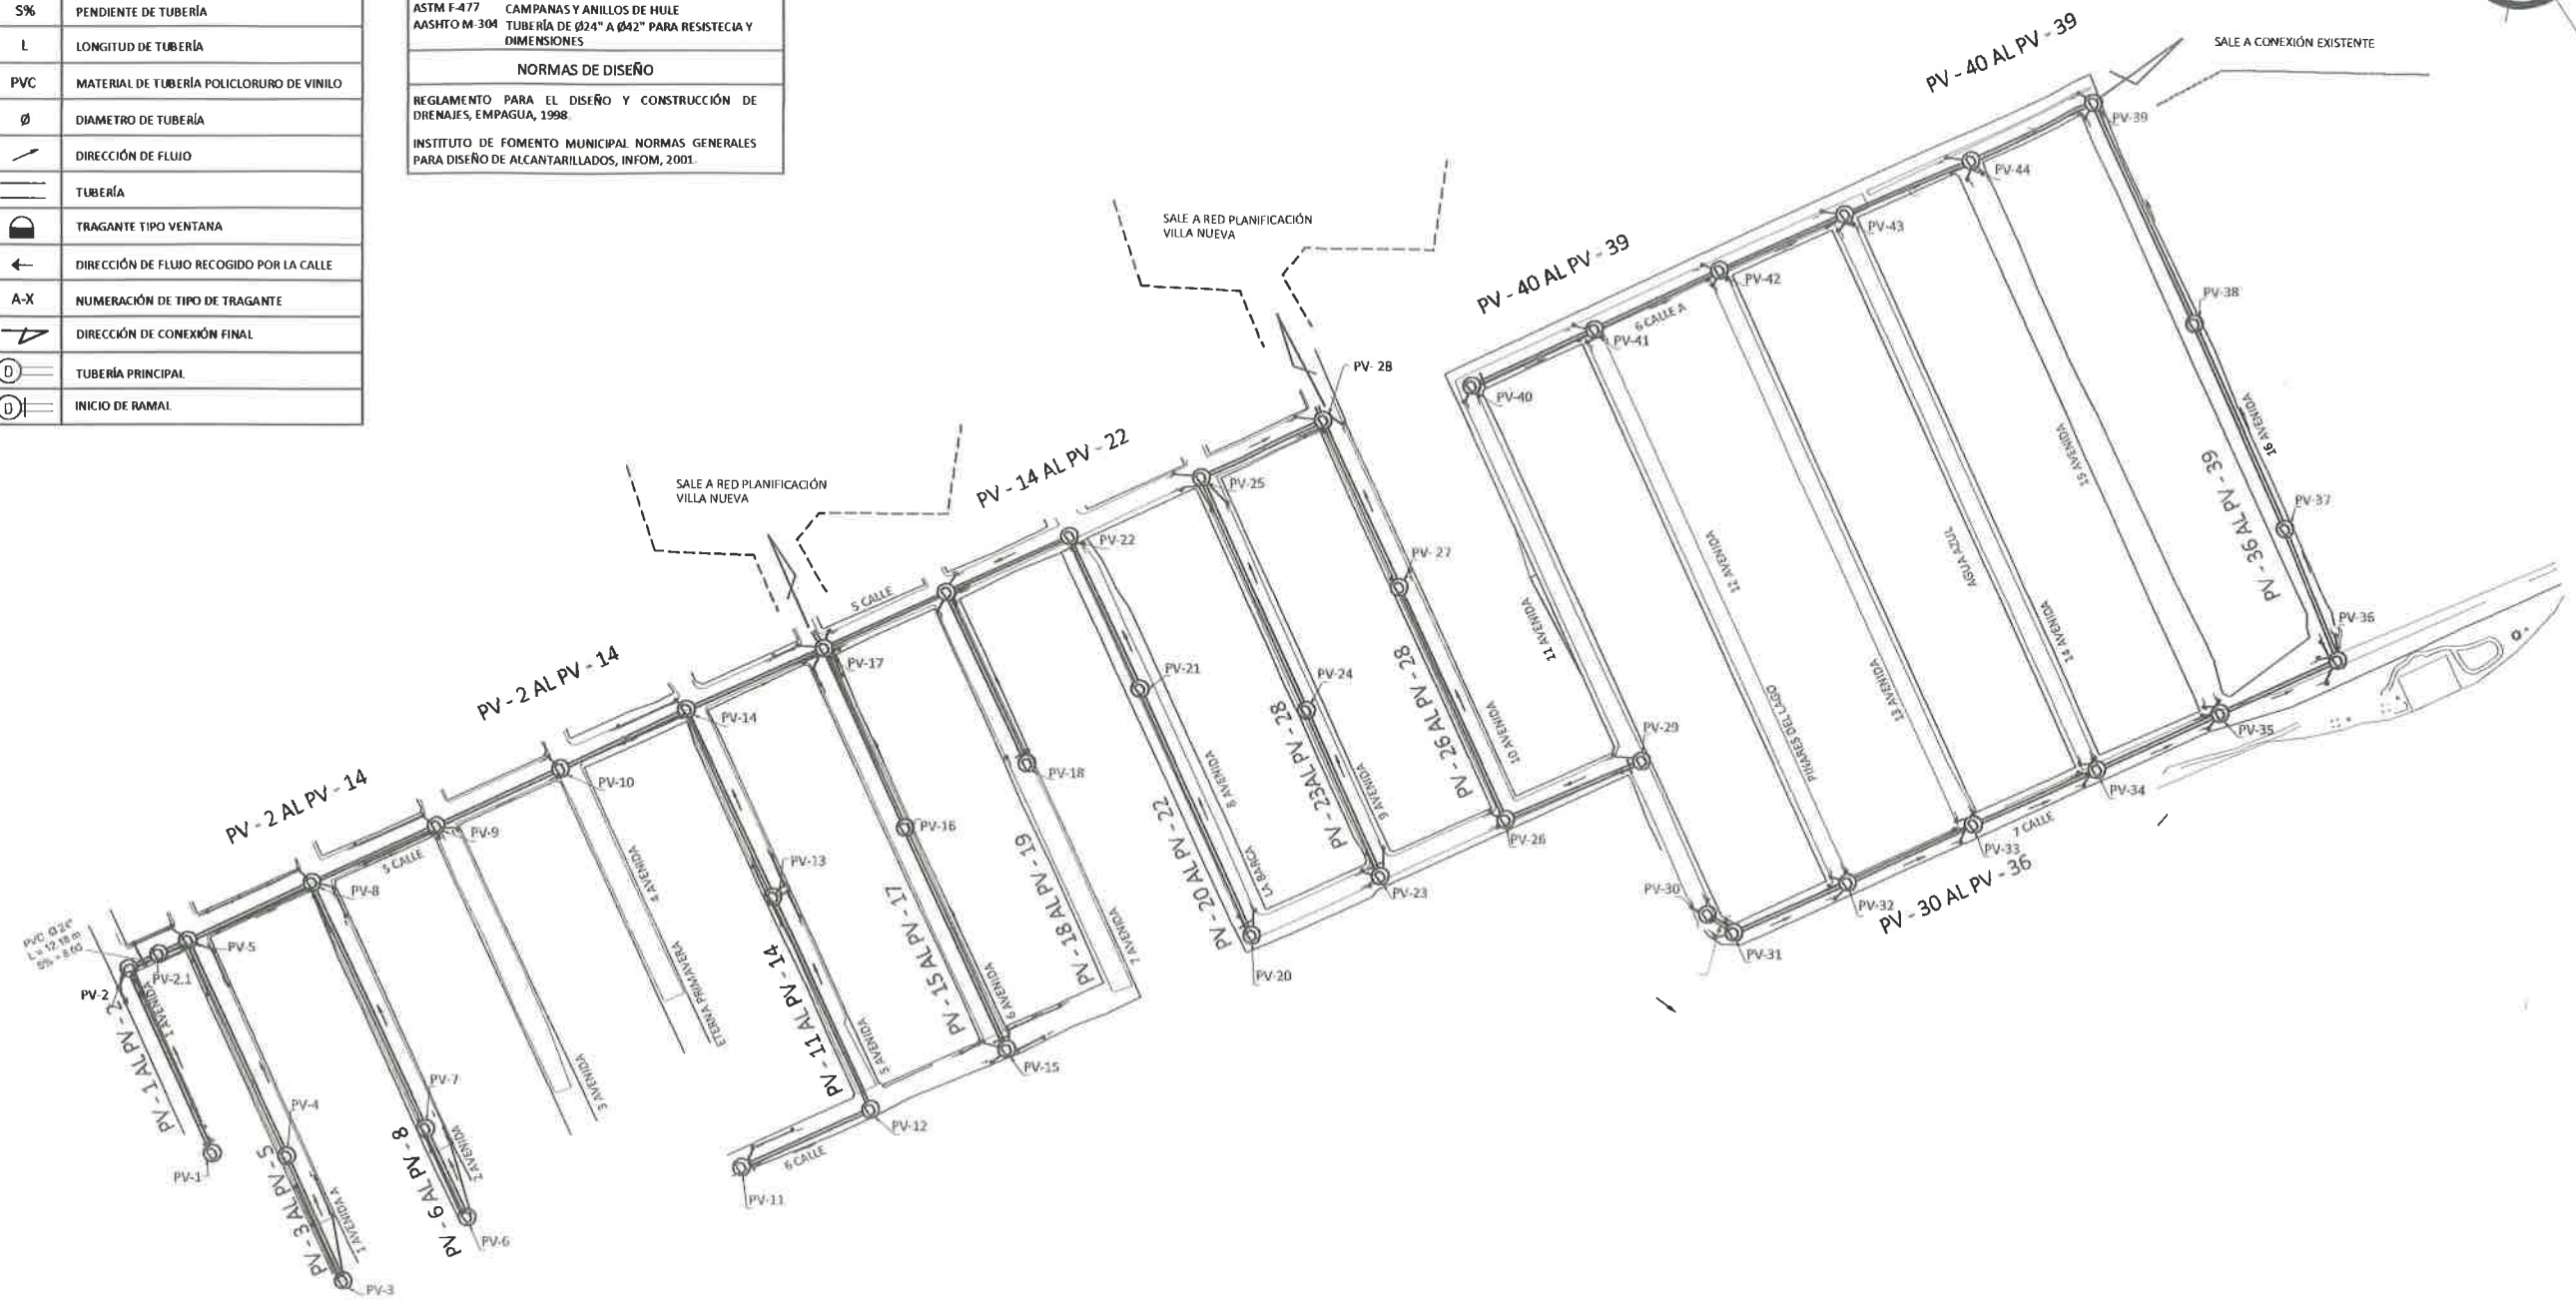 S% PENDIENTE DE TUBERÍA
L LONGITUD DE TUBERÍA
PVC MATERIAL DE TUBERÍA POLICLORURO DE VINILO
Ø DIAMETRO DE TUBERÍA
DIRECCIÓN DE FLUJO
TUBERÍA
TRAGANTE TIPO VENTANA
DIRECCIÓN DE FLUJO RECOGIDO POR LA CALLE
A-X NUMERACIÓN DE TIPO DE TRAGANTE
DIRECCIÓN DE CONEXIÓN FINAL
D TUBERÍA PRINCIPAL
D INICIO DE RAMAL
ASTM F-477 CAMPANAS Y ANILLOS DE HULE
AASHTO M-304 TUBERÍA DE Ø24" A Ø42" PARA RESISTECIA Y
DIMENSIONES
NORMAS DE DISEÑO
REGLAMENTO PARA EL DISEÑO Y CONSTRUCCIÓN DE
DRENAJES, EMPAGUA, 1998.
INSTITUTO DE FOMENTO MUNICIPAL NORMAS GENERALES
PARA DISEÑO DE ALCANTARILLADOS, INFOM, 2001.
SALE A CONEXIÓN EXISTENTE
PV - 40 AL PV - 39
PV-39
PV-44
PV-43
PV-42
6 CALLE A
PV-41
PV-40
PV - 40 AL PV - 39
PV-38
16 AVENIDA
PV-37
PV - 36 AL PV - 39
PV-36
15 AVENIDA
AGUA AZUL
14 AVENIDA
13 AVENIDA
12 AVENIDA
PINARES DEL LAGO
11 AVENIDA
PV-35
PV-34
7 CALLE
PV-33
PV-32
PV - 30 AL PV - 36
PV-31
PV-30
PV-29
SALE A RED PLANIFICACIÓN
VILLA NUEVA
PV- 28
PV- 27
PV - 26 AL PV - 28
10 AVENIDA
PV-26
PV-25
PV-24
PV - 23AL PV - 28
9 AVENIDA
PV-23
PV - 14 AL PV - 22
PV-22
PV-21
8 AVENIDA
LA BARCA
PV - 20 AL PV - 22
PV-20
SALE A RED PLANIFICACIÓN
VILLA NUEVA
5 CALLE
PV-17
PV-18
PV - 18 AL PV - 19
7 AVENIDA
PV-16
PV - 15 AL PV - 17
6 AVENIDA
PV-15
PV - 2 AL PV - 14
PV-14
PV-13
PV - 11 AL PV - 14
5 AVENIDA
PV-12
6 CALLE
PV-11
PV-10
4 AVENIDA
ETERNA PRIMAVERA
PV-9
3 AVENIDA
PV - 2 AL PV - 14
5 CALLE
PV-8
PV-7
2 AVENIDA
PV - 6 AL PV - 8
PV-6
PV-5
PV-4
PV - 3 AL PV - 5
1 AVENIDA A
PV-3
PVC Ø24"
L = 12.18 m
PV-2.1
PV-2
1 AVENIDA
PV - 1 AL PV - 2
PV-1